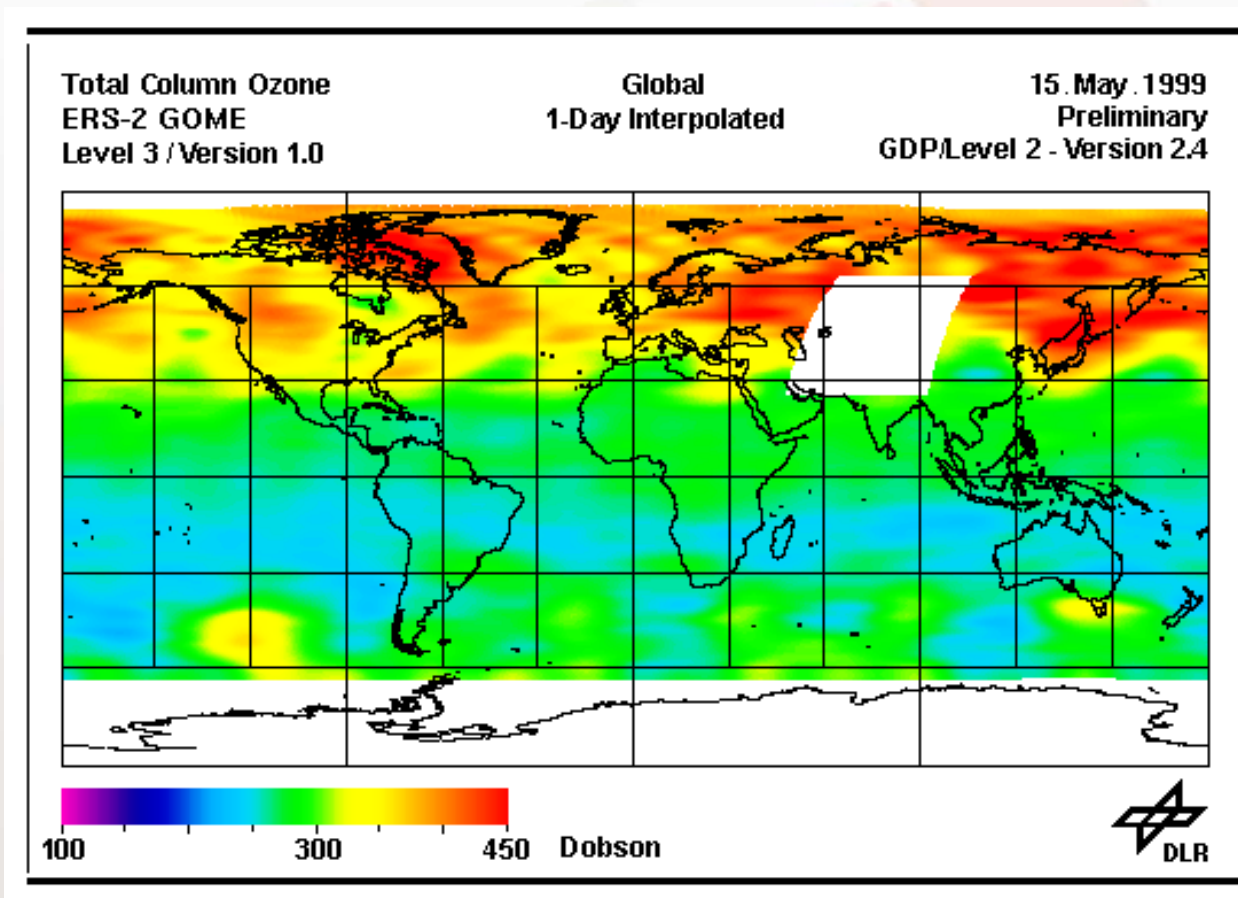 Total Column Ozone
ERS-2 GOME
Level 3 / Version 1.0
Global
1-Day Interpolated
15. May .1999
Preliminary
GDP/Level 2 - Version 2.4
100 300 450 Dobson
DLR